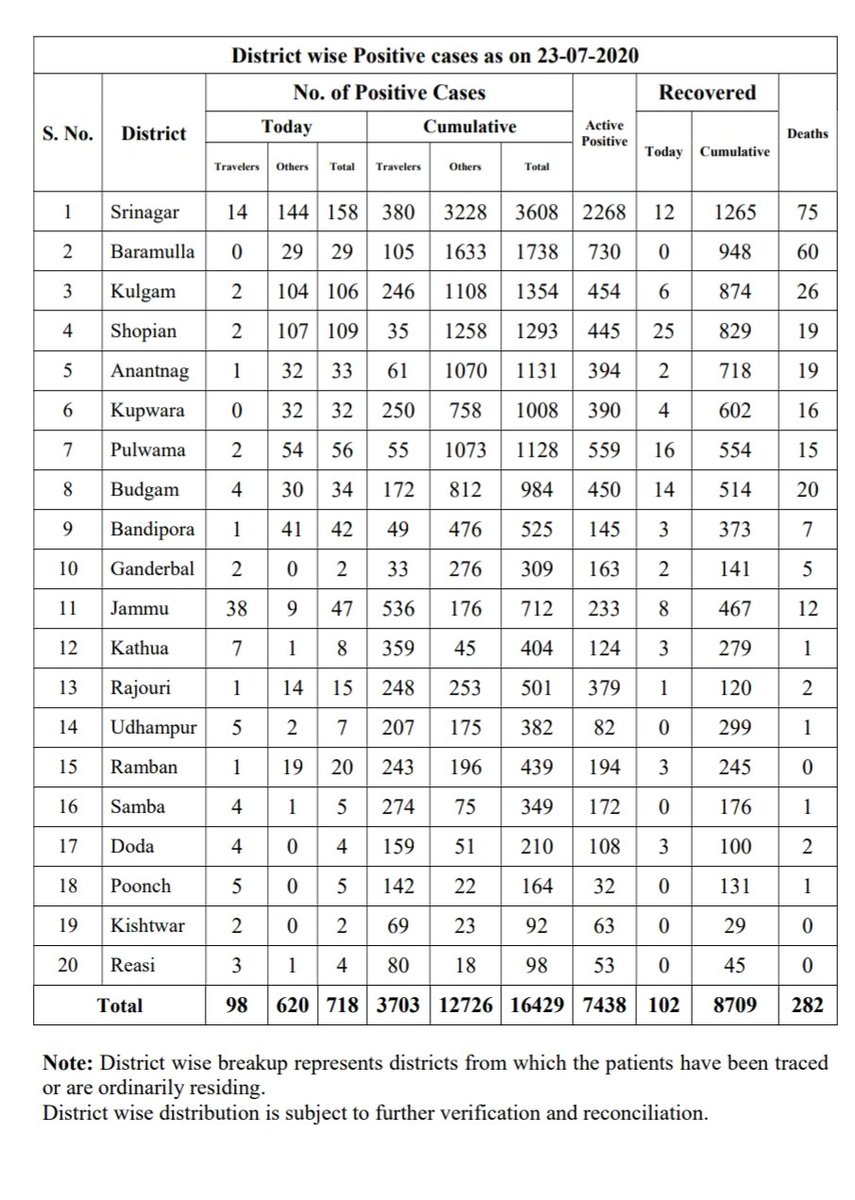 District wise Positive cases as on 23-07-2020
S. No. District No. of Positive Cases Active Positive Recovered Deaths
Today Cumulative Today Cumulative
Travelers Others Total Travelers Others Total
1 Srinagar 14 144 158 380 3228 3608 2268 12 1265 75
2 Baramulla 0 29 29 105 1633 1738 730 0 948 60
3 Kulgam 2 104 106 246 1108 1354 454 6 874 26
4 Shopian 2 107 109 35 1258 1293 445 25 829 19
5 Anantnag 1 32 33 61 1070 1131 394 2 718 19
6 Kupwara 0 32 32 250 758 1008 390 4 602 16
7 Pulwama 2 54 56 55 1073 1128 559 16 554 15
8 Budgam 4 30 34 172 812 984 450 14 514 20
9 Bandipora 1 41 42 49 476 525 145 3 373 7
10 Ganderbal 2 0 2 33 276 309 163 2 141 5
11 Jammu 38 9 47 536 176 712 233 8 467 12
12 Kathua 7 1 8 359 45 404 124 3 279 1
13 Rajouri 1 14 15 248 253 501 379 1 120 2
14 Udhampur 5 2 7 207 175 382 82 0 299 1
15 Ramban 1 19 20 243 196 439 194 3 245 0
16 Samba 4 1 5 274 75 349 172 0 176 1
17 Doda 4 0 4 159 51 210 108 3 100 2
18 Poonch 5 0 5 142 22 164 32 0 131 1
19 Kishtwar 2 0 2 69 23 92 63 0 29 0
20 Reasi 3 1 4 80 18 98 53 0 45 0
Total 98 620 718 3703 12726 16429 7438 102 8709 282
Note: District wise breakup represents districts from which the patients have been traced
or are ordinarily residing.
District wise distribution is subject to further verification and reconciliation.